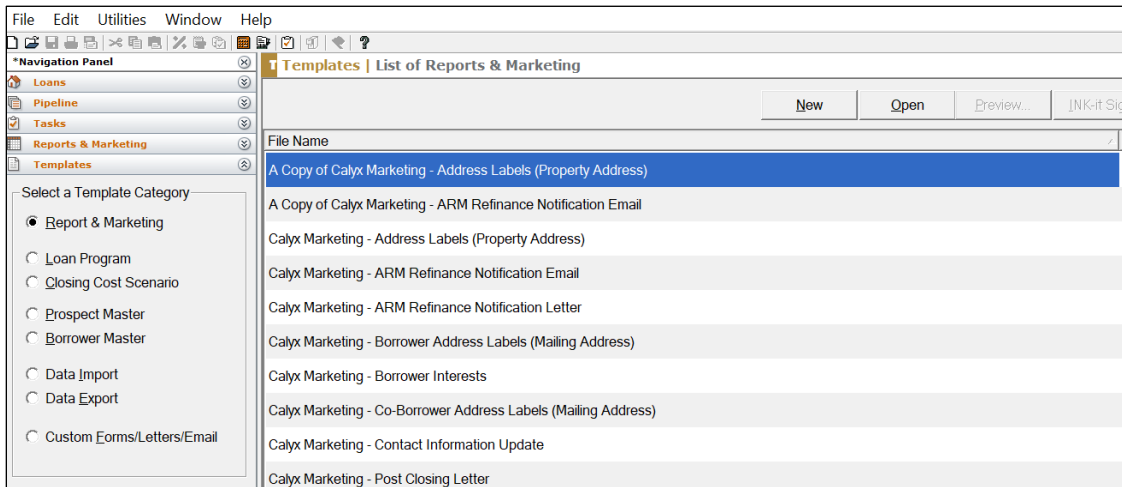 File Edit Utilities Window Help
*Navigation Panel
Loans
Pipeline
Tasks
Reports & Marketing
Templates
Select a Template Category
Report & Marketing
Loan Program
Closing Cost Scenario
Prospect Master
Borrower Master
Data Import
Data Export
Custom Forms/Letters/Email
T Templates | List of Reports & Marketing
New Open Preview... INK-it Sig
File Name
A Copy of Calyx Marketing - Address Labels (Property Address)
A Copy of Calyx Marketing - ARM Refinance Notification Email
Calyx Marketing - Address Labels (Property Address)
Calyx Marketing - ARM Refinance Notification Email
Calyx Marketing - ARM Refinance Notification Letter
Calyx Marketing - Borrower Address Labels (Mailing Address)
Calyx Marketing - Borrower Interests
Calyx Marketing - Co-Borrower Address Labels (Mailing Address)
Calyx Marketing - Contact Information Update
Calyx Marketing - Post Closing Letter